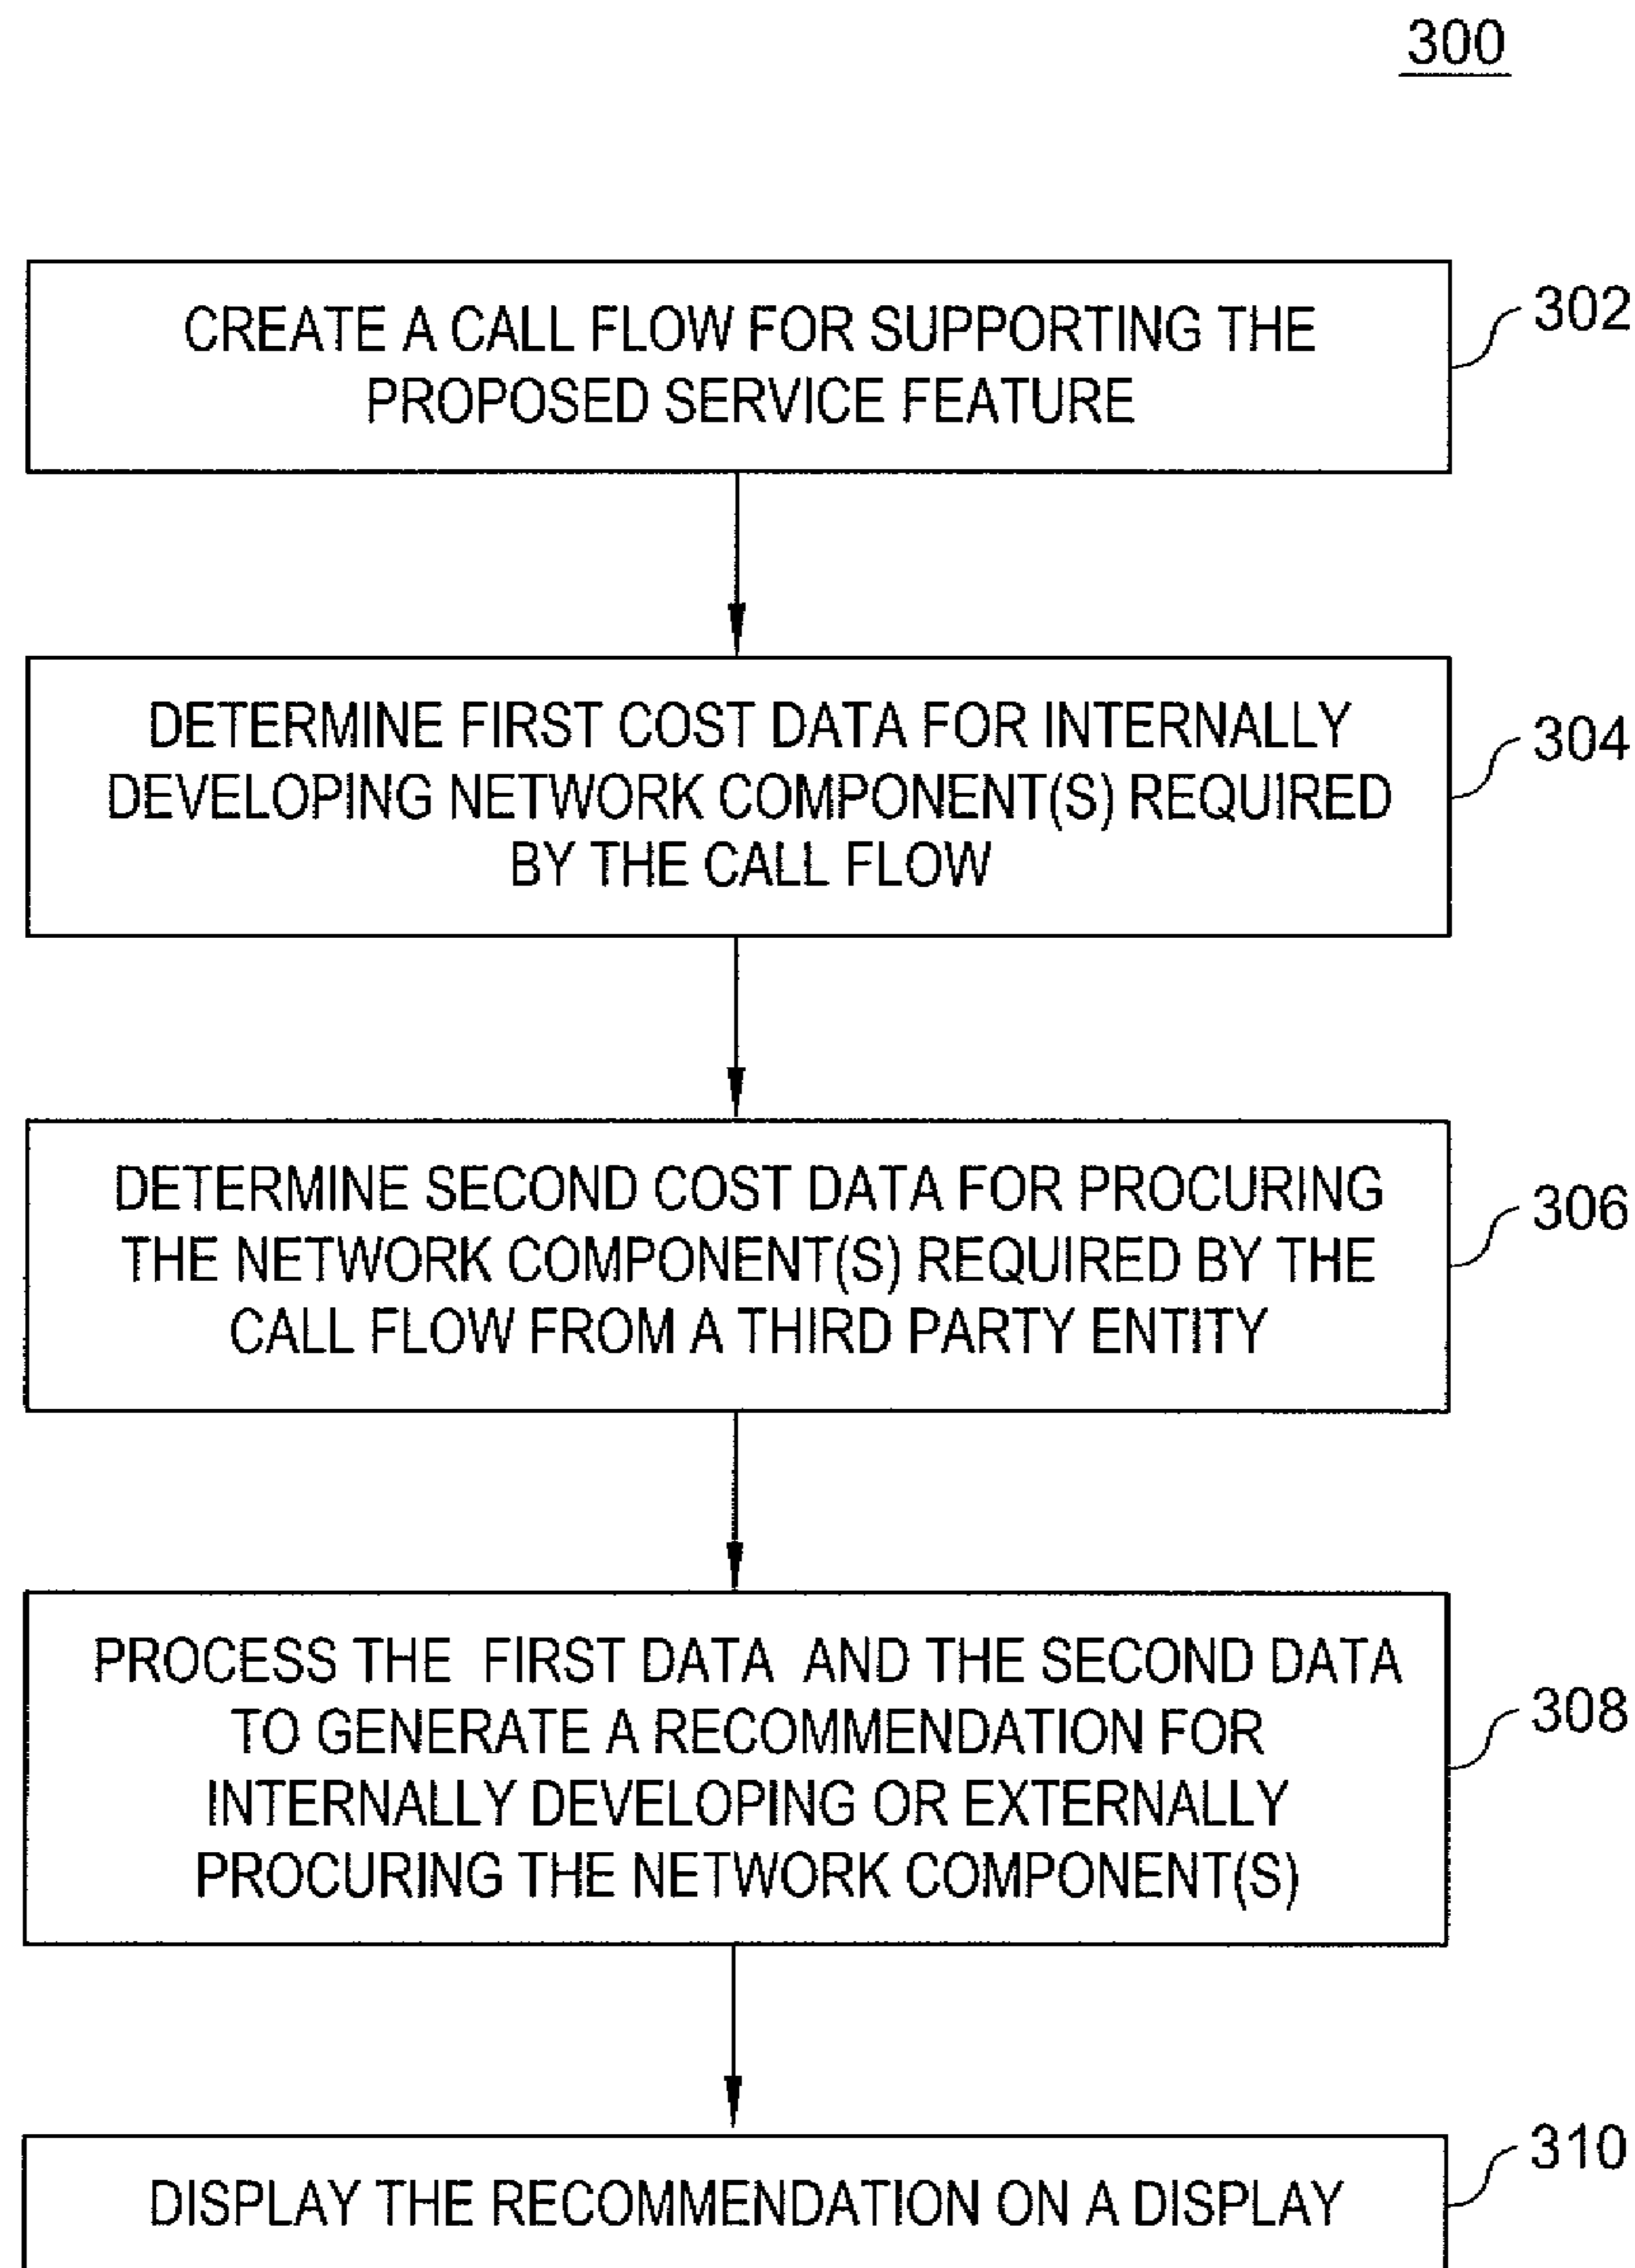 300
CREATE A CALL FLOW FOR SUPPORTING THE
PROPOSED SERVICE FEATURE
302
DETERMINE FIRST COST DATA FOR INTERNALLY
DEVELOPING NETWORK COMPONENT(S) REQUIRED
BY THE CALL FLOW
304
DETERMINE SECOND COST DATA FOR PROCURING
THE NETWORK COMPONENT(S) REQUIRED BY THE
CALL FLOW FROM A THIRD PARTY ENTITY
306
PROCESS THE FIRST DATA AND THE SECOND DATA
TO GENERATE A RECOMMENDATION FOR
INTERNALLY DEVELOPING OR EXTERNALLY
PROCURING THE NETWORK COMPONENT(S)
308
DISPLAY THE RECOMMENDATION ON A DISPLAY
310